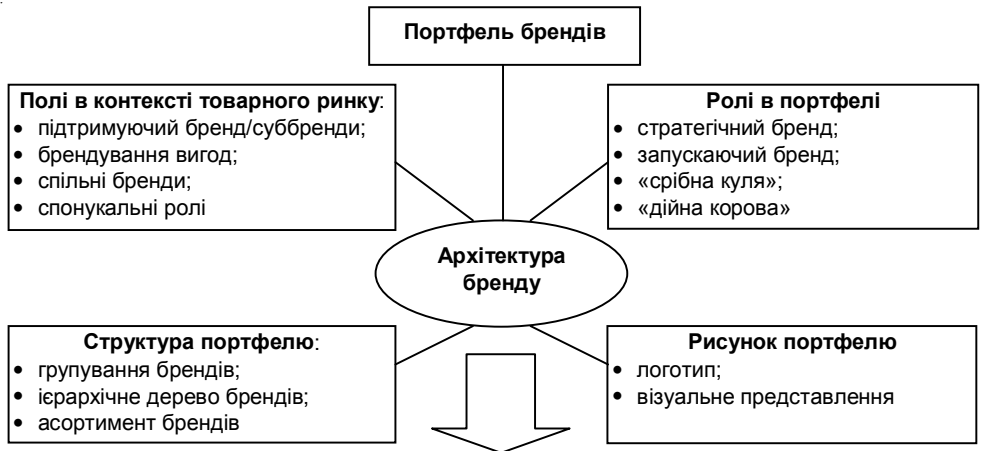 Портфель брендів
Полі в контексті товарного ринку:
• підтримуючий бренд/суббренди;
• брендування вигод;
• спільні бренди;
• спонукальні ролі
Ролі в портфелі
• стратегічний бренд;
• запускаючий бренд;
• «срібна куля»;
• «дійна корова»
Архітектура
бренду
Структура портфелю:
• групування брендів;
• ієрархічне дерево брендів;
• асортимент брендів
Рисунок портфелю
• логотип;
• візуальне представлення